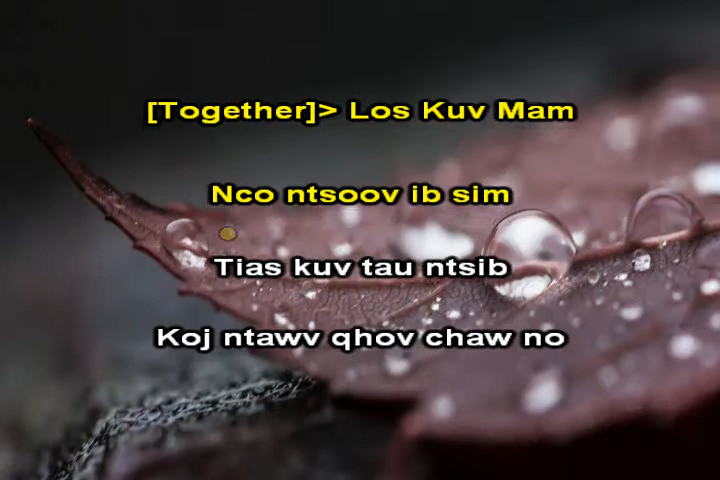 [Together]> Los Kuv Mam
Nco ntsoov ib sim
Tias kuv tau ntsib
Koj ntawv qhov chaw no